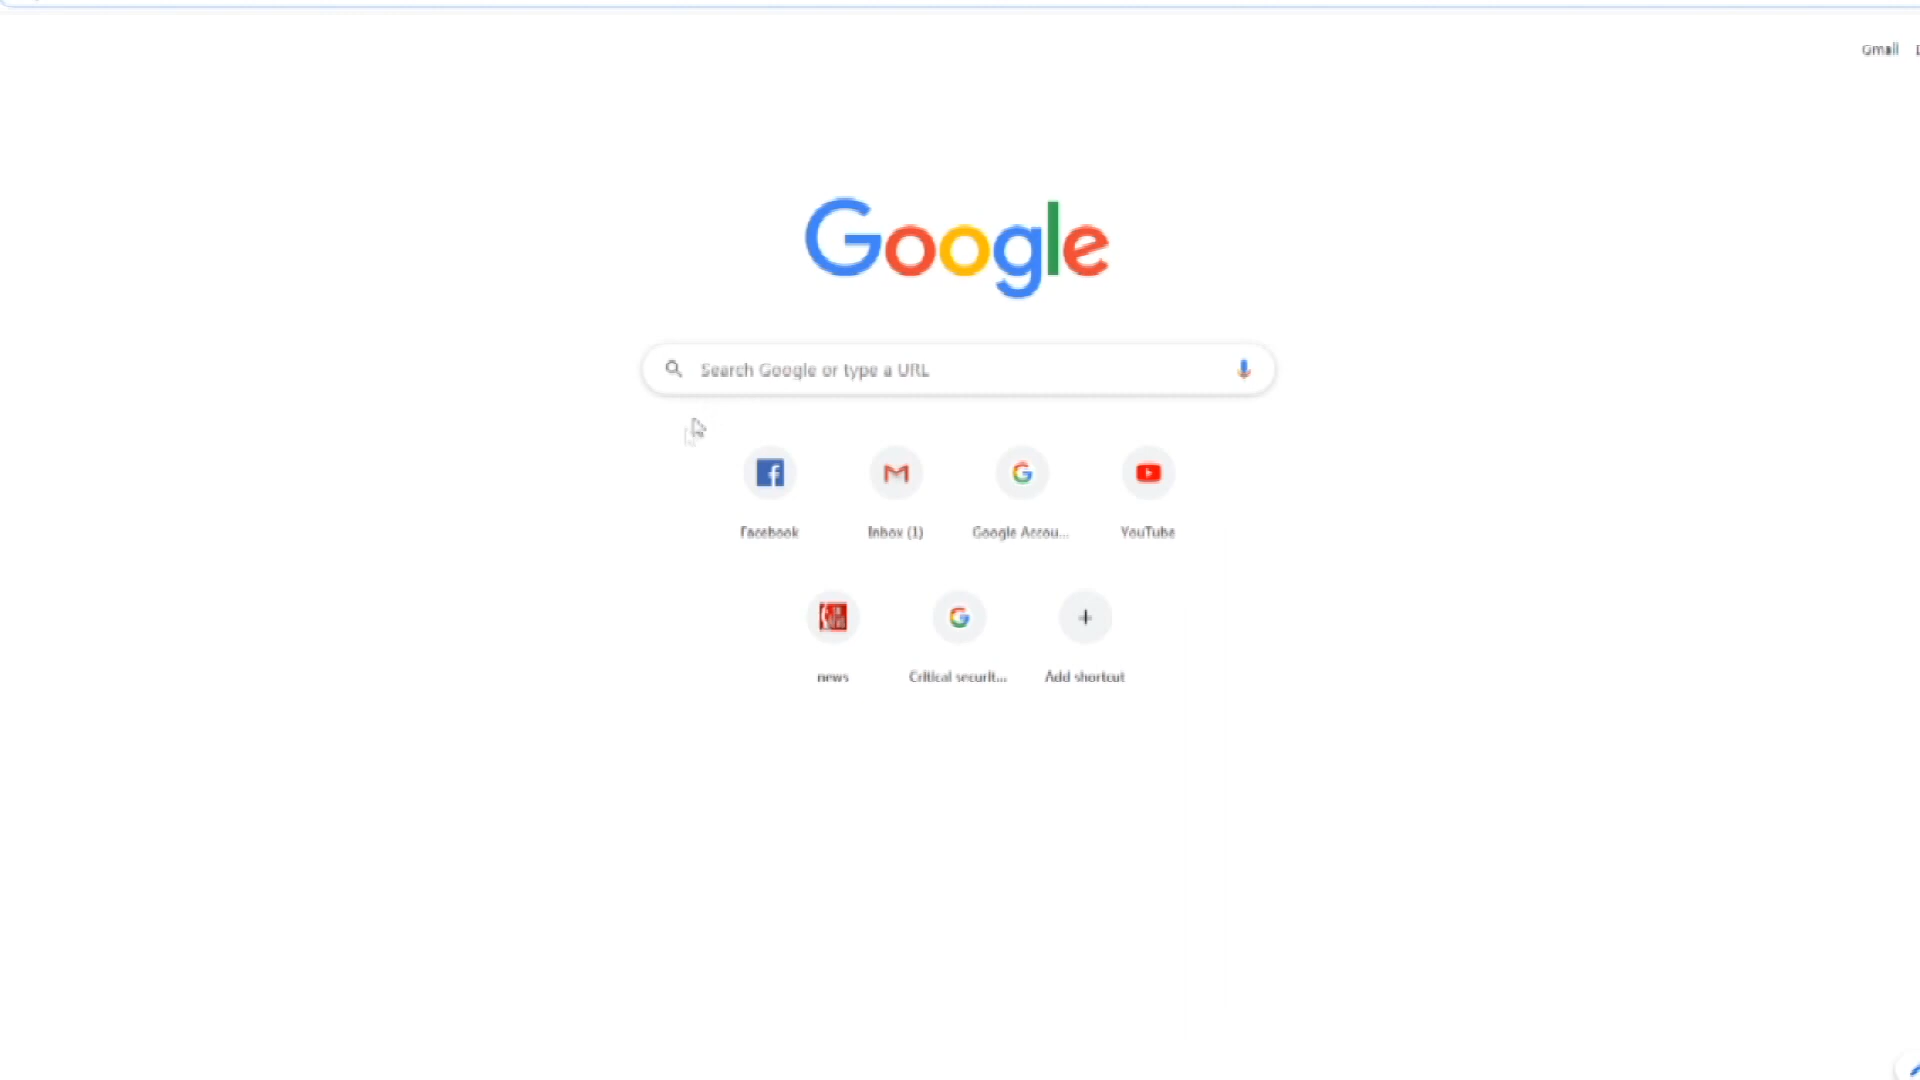 Gmail
Google
Search Google or type a URL
Facebook
Inbox (1)
Google Accou...
YouTube
news
Critical securit...
Add shortcut